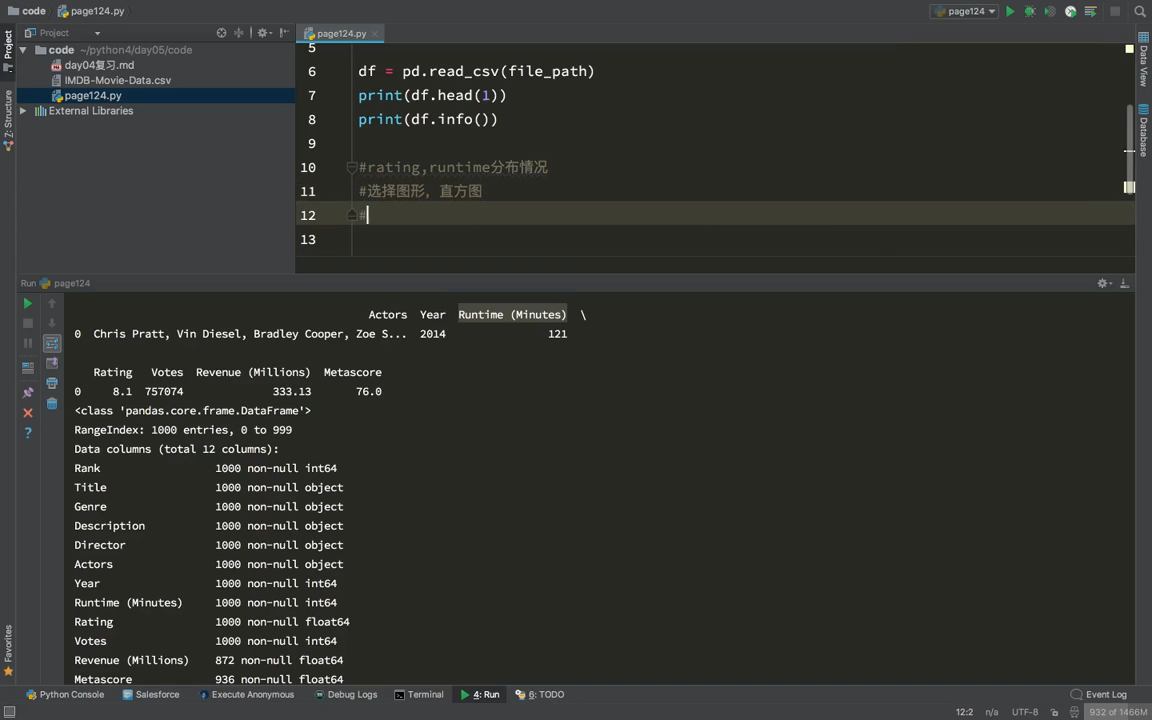 code page124.py
page124
Project
page124.py
code ~/python4/day05/code
day04复习.md
IMDB-Movie-Data.csv
page124.py
External Libraries
Project
Z: Structure
Favorites
Data View
Database
5
6 df = pd.read_csv(file_path)
7 print(df.head(1))
8 print(df.info())
9
10 #rating,runtime分布情况
11 #选择图形，直方图
12 #
13
Run page124
Actors Year Runtime (Minutes) \
0 Chris Pratt, Vin Diesel, Bradley Cooper, Zoe S... 2014 121
Rating Votes Revenue (Millions) Metascore
0 8.1 757074 333.13 76.0
<class 'pandas.core.frame.DataFrame'>
RangeIndex: 1000 entries, 0 to 999
Data columns (total 12 columns):
Rank 1000 non-null int64
Title 1000 non-null object
Genre 1000 non-null object
Description 1000 non-null object
Director 1000 non-null object
Actors 1000 non-null object
Year 1000 non-null int64
Runtime (Minutes) 1000 non-null int64
Rating 1000 non-null float64
Votes 1000 non-null int64
Revenue (Millions) 872 non-null float64
Metascore 936 non-null float64
Python Console Salesforce Execute Anonymous Debug Logs Terminal 4: Run 6: TODO Event Log
12:2 n/a UTF-8 932 of 1466M